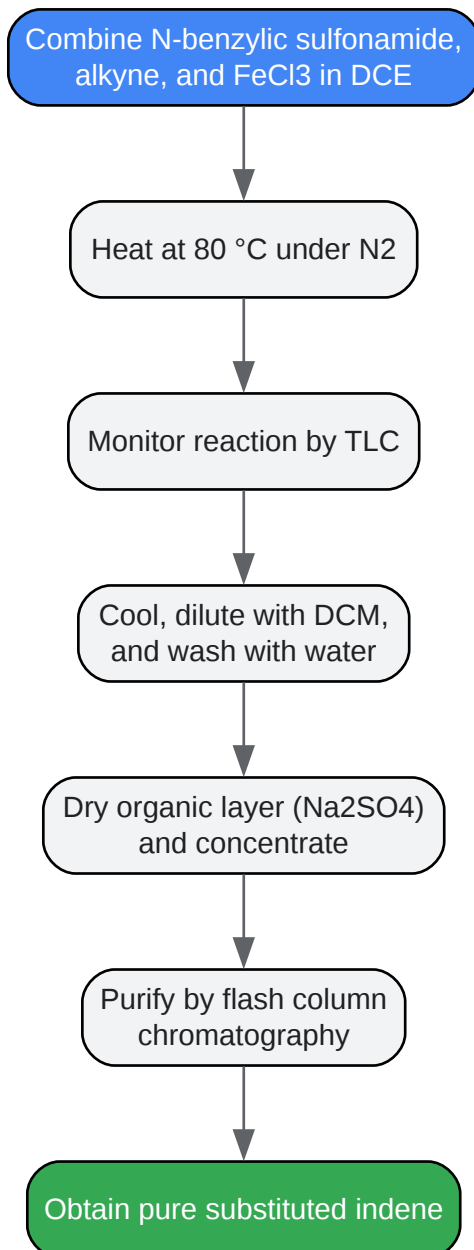 Combine N-benzylic sulfonamide,
alkyne, and FeCl3 in DCE
Heat at 80 °C under N2
Monitor reaction by TLC
Cool, dilute with DCM,
and wash with water
Dry organic layer (Na2SO4)
and concentrate
Purify by flash column
chromatography
Obtain pure substituted indene